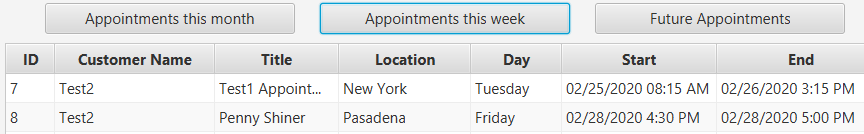 Appointments this month Appointments this week Future Appointments
ID Customer Name Title Location Day Start End
7 Test2 Test1 Appoint... New York Tuesday 02/25/2020 08:15 AM 02/26/2020 3:15 PM
8 Test2 Penny Shiner Pasadena Friday 02/28/2020 4:30 PM 02/28/2020 5:00 PM